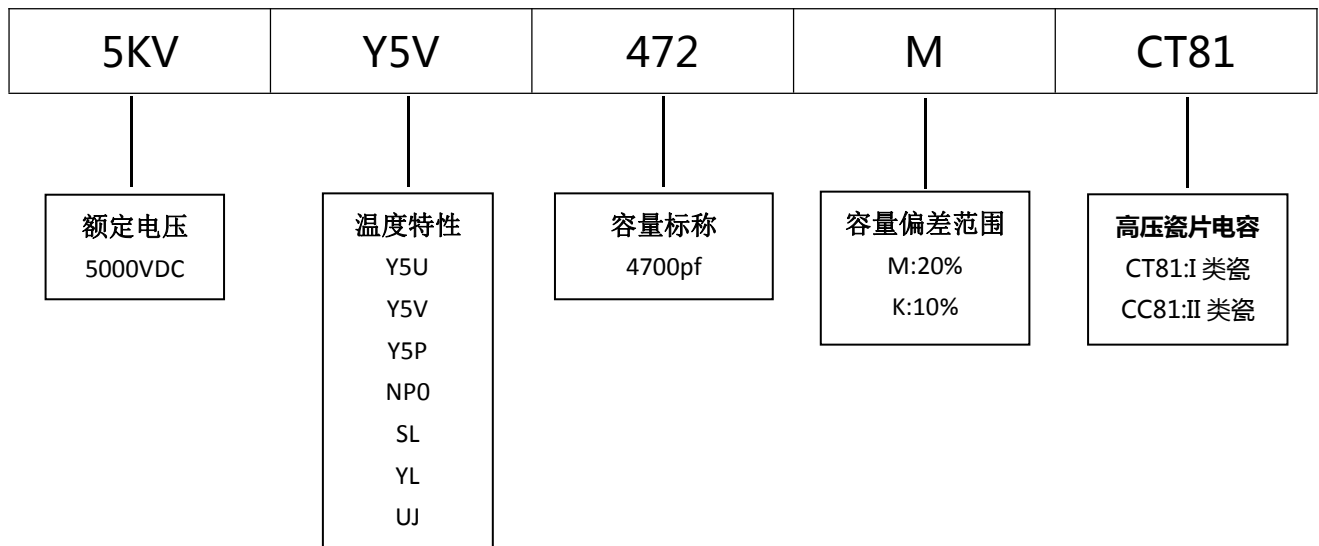 5KV Y5V 472 M CT81
额定电压
5000VDC
温度特性
Y5U
Y5V
Y5P
NP0
SL
YL
UJ
容量标称
4700pf
容量偏差范围
M:20%
K:10%
高压瓷片电容
CT81:I 类瓷
CC81:II 类瓷